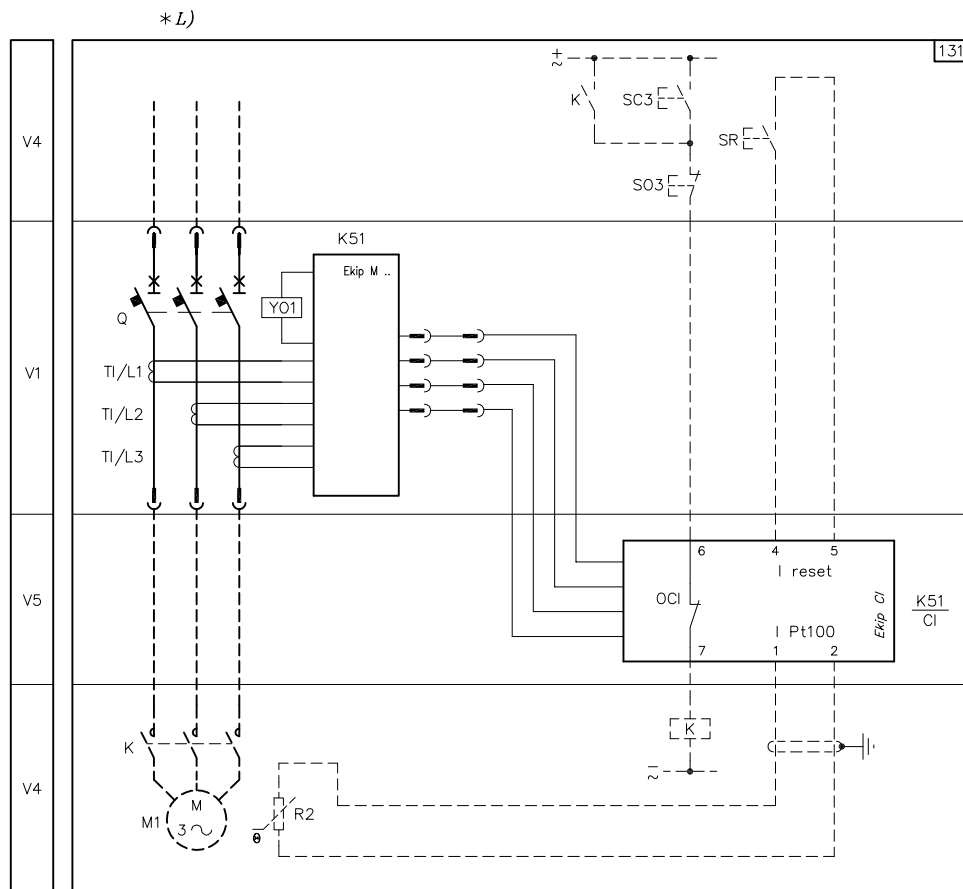 * L)
131
+
~
K
SC3
V4
SR
SO3
K51
Ekip M ..
YO1
Q
V1
TI/L1
TI/L2
TI/L3
6 4 5
I reset
V5
OCI
Ekip CI
K51
CI
I Pt100
7 1 2
K
K
–
~
V4
R2
M1
M
3 ~
θ